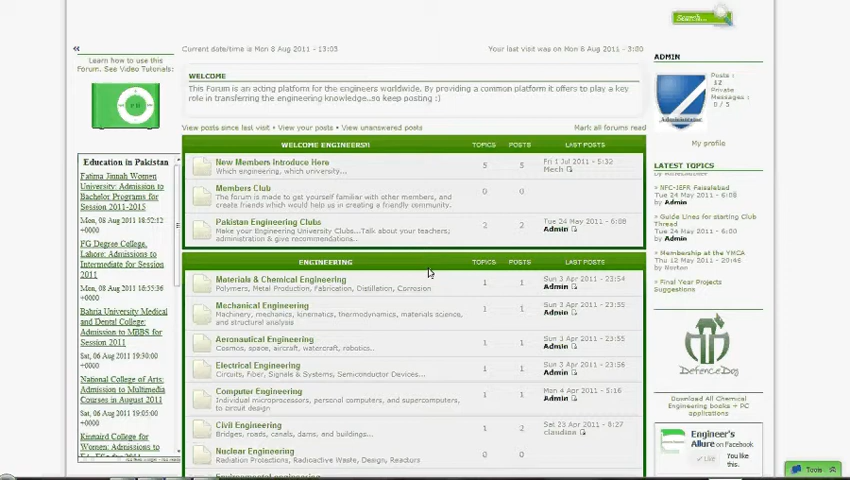 Search...
«
Current date/time is Mon 8 Aug 2011 - 13:03
Your last visit was on Mon 8 Aug 2011 - 3:00
Learn how to use this
Forum. See Video Tutorials:
Education in Pakistan
Fatima Jinnah Women
University: Admission to
Bachelor Programs for
Session 2011-2015
Mon, 08 Aug 2011 18:52:12
+0000
FG Degree College,
Lahore: Admissions to
Intermediate for Session
2011
Mon, 08 Aug 2011 18:55:36
+0000
Bahria University Medical
and Dental College:
Admission to MBBS for
Session 2011
Sat, 06 Aug 2011 19:30:00
+0000
National College of Arts:
Admission to Multimedia
Courses in August 2011
Sat, 06 Aug 2011 19:05:00
+0000
Kinnaird College for
Women: Admissions to
WELCOME
This Forum is an acting platform for the engineers worldwide. By providing a common platform it offers to play a key
role in transferring the engineering knowledge..so keep posting :)
View posts since last visit • View your posts • View unanswered posts
Mark all forums read
WELCOME ENGINEERS!! TOPICS POSTS LAST POSTS
New Members Introduce Here
Which engineering, which university...
5 5 Fri 1 Jul 2011 - 5:32
Mech
Members Club
The forum is made to get yourself familiar with other members, and
create friends which would help us in creating a friendly community.
0 0
Pakistan Engineering Clubs
Make your Engineering University Clubs...Talk about your teachers;
administration & give recommendations..
2 2 Tue 24 May 2011 - 6:08
Admin
ENGINEERING TOPICS POSTS LAST POSTS
Materials & Chemical Engineering
Polymers, Metal Production, Fabrication, Distillation, Corrosion
1 1 Sun 3 Apr 2011 - 23:54
Admin
Mechanical Engineering
Machinery, mechanics, kinematics, thermodynamics, materials science,
and structural analysis
1 1 Sun 3 Apr 2011 - 23:55
Admin
Aeronautical Engineering
Cosmos, space, aircraft, watercraft, robotics..
1 1 Sun 3 Apr 2011 - 23:55
Admin
Electrical Engineering
Circuits, Fiber, Signals & Systems, Semiconductor Devices...
1 1 Sun 3 Apr 2011 - 23:56
Admin
Computer Engineering
Individual microprocessors, personal computers, and supercomputers,
to circuit design
1 1 Mon 4 Apr 2011 - 5:16
Admin
Civil Engineering
Bridges, roads, canals, dams, and buildings...
1 2 Sat 23 Apr 2011 - 8:27
claudina
Nuclear Engineering
Radiation Protections, Radioactive Waste, Design, Reactors
0 0
Environmental engineering
ADMIN
Administrator
Posts :
12
Private
Messages :
0 / 5
My profile
LATEST TOPICS
» NFC-IEFR Faisalabad
Tue 24 May 2011 - 6:08
by Admin
» Guide Lines for starting Club
Thread
Tue 24 May 2011 - 6:03
by Admin
» Membership at the YMCA
Thu 12 May 2011 - 20:46
by Norton
» Final Year Projects
Suggestions
DefenceDog
Download All Chemical
Engineering books + PC
applications
Engineer's
Allure on Facebook
Like
You like
this.
Toolbar